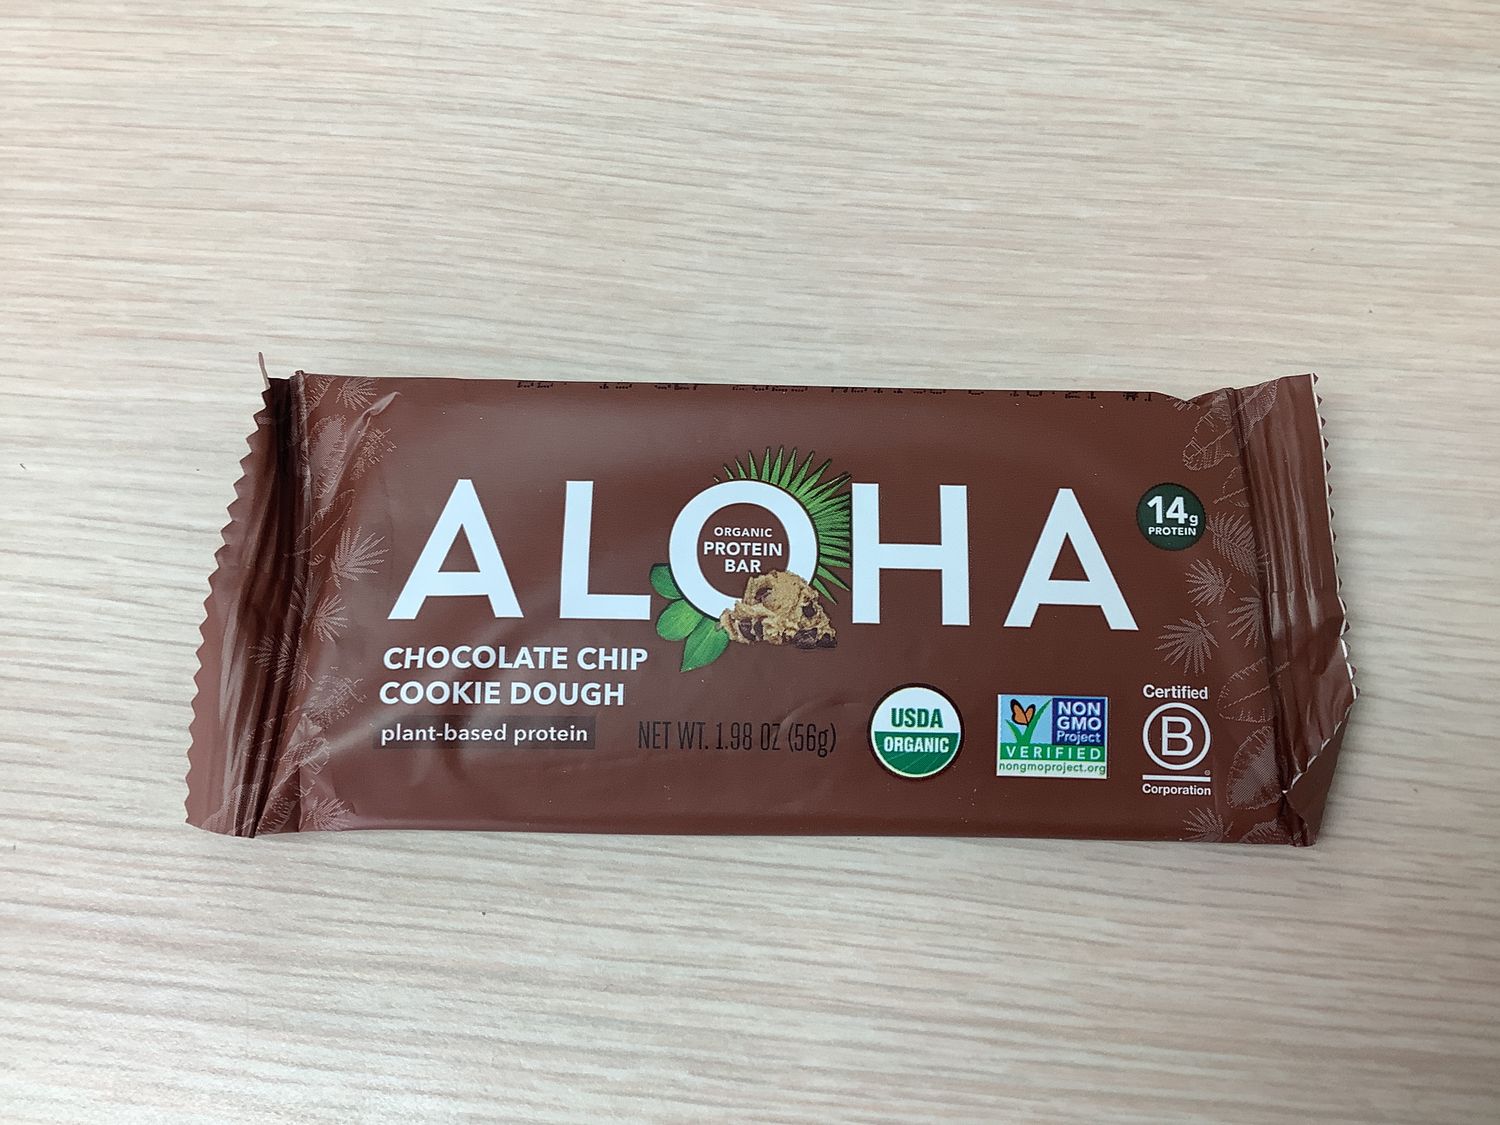 ALOHA
ORGANIC
PROTEIN
BAR
14g
PROTEIN
CHOCOLATE CHIP
COOKIE DOUGH
plant-based protein
NET WT. 1.98 OZ (56g)
USDA
ORGANIC
NON
GMO
Project
VERIFIED
nongmoproject.org
Certified
B
®
Corporation